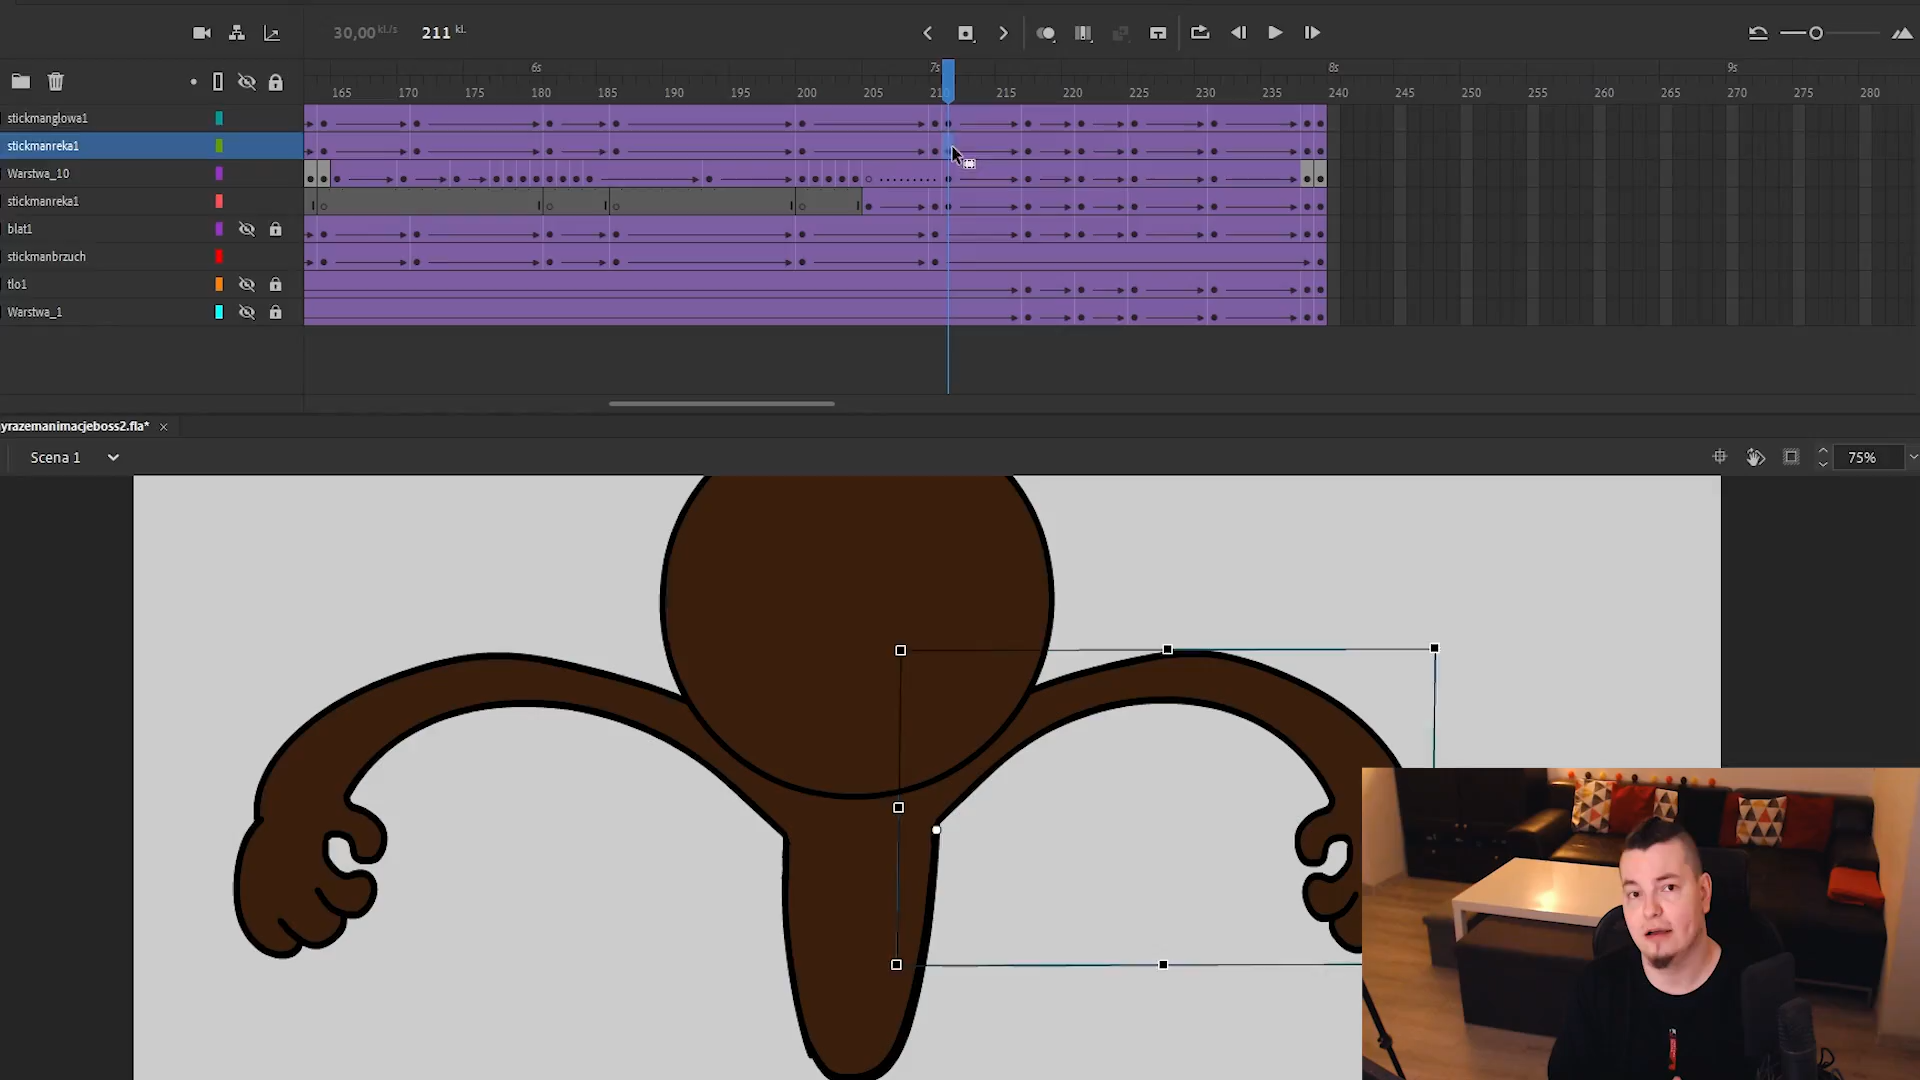 30,00 kl./s 211 kl.
6s 7s 8s 9s
165 170 175 180 185 190 195 200 205 210 215 220 225 230 235 240 245 250 255 260 265 270 275 280
stickmanglowa1
stickmanreka1
Warstwa_10
stickmanreka1
blat1
stickmanbrzuch
tlo1
Warstwa_1
yrazemanimacjeboss2.fla* ×
Scena 1
75%